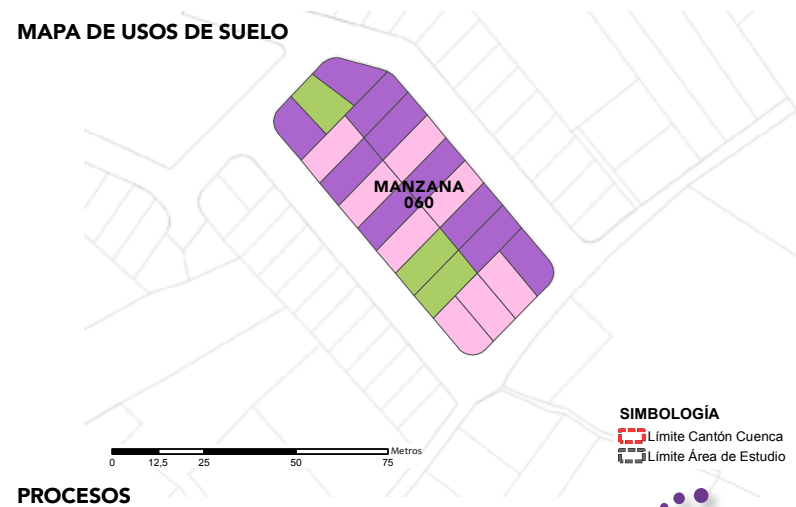 MAPA DE USOS DE SUELO
MANZANA
060
SIMBOLOGÍA
Límite Cantón Cuenca
Límite Área de Estudio
Metros
0 12,5 25 50 75
PROCESOS